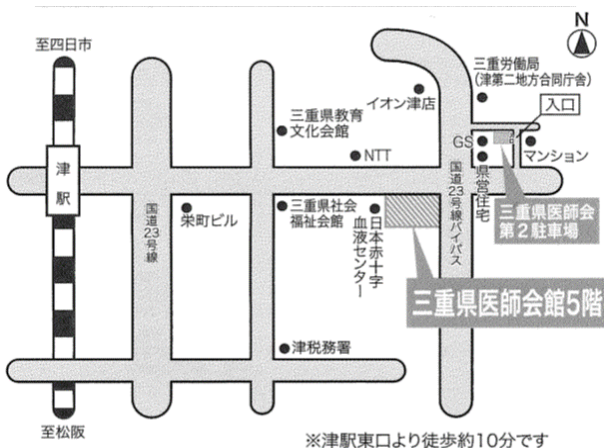 N
至四日市
三重労働局
(津第二地方合同庁舎)
イオン津店
入口
三重県教育
文化会館
GS
マンション
NTT
津駅
県営住宅
国道23号線バイパス
三重県医師会
第2駐車場
国道23号線
栄町ビル
三重県社会
福祉会館
日本赤十字
血液センター
三重県医師会館5階
津税務署
至松阪
※津駅東口より徒歩約10分です